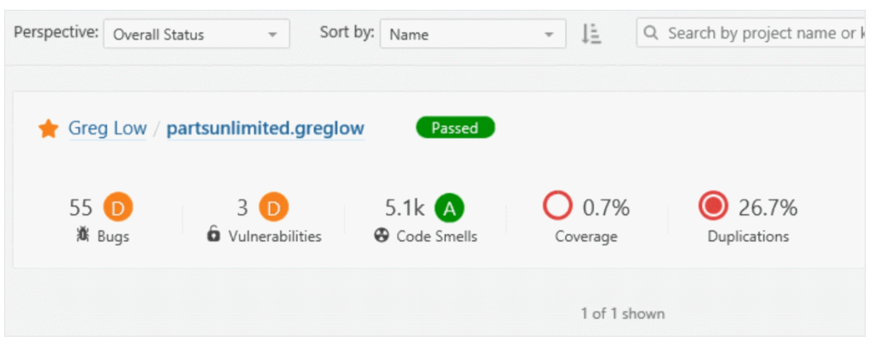 Perspective: Overall Status Sort by: Name Search by project name or
Greg Low / partsunlimited.greglow Passed
55 D 3 D 5.1k A 0.7% 26.7%
Bugs Vulnerabilities Code Smells Coverage Duplications
1 of 1 shown